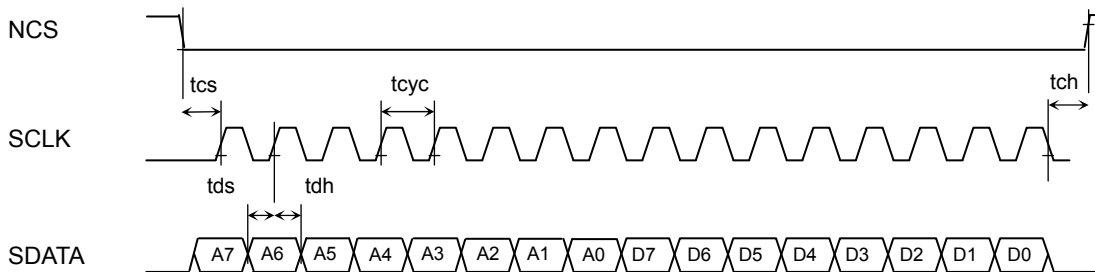 NCS
tcs tcyc tch
SCLK
tds tdh
SDATA A7 A6 A5 A4 A3 A2 A1 A0 D7 D6 D5 D4 D3 D2 D1 D0